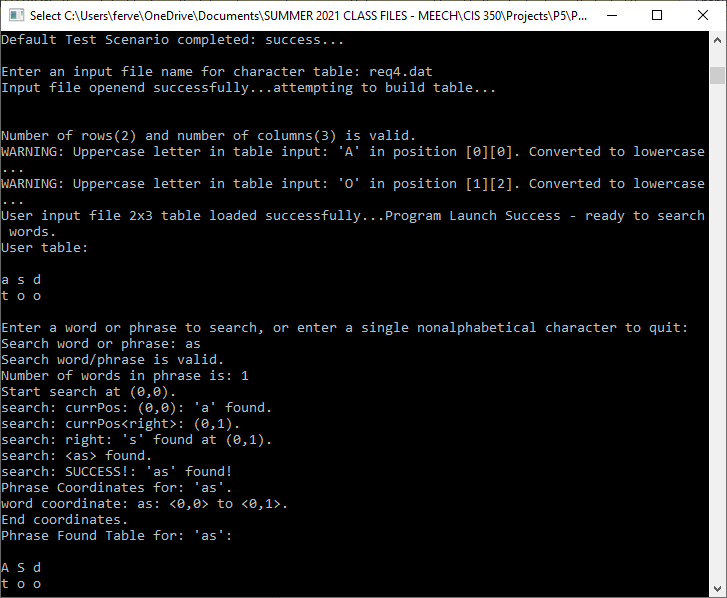 Select C:\Users\ferve\OneDrive\Documents\SUMMER 2021 CLASS FILES - MEECH\CIS 350\Projects\P5\P...
Default Test Scenario completed: success...
Enter an input file name for character table: req4.dat
Input file openend successfully...attempting to build table...
Number of rows(2) and number of columns(3) is valid.
WARNING: Uppercase letter in table input: 'A' in position [0][0]. Converted to lowercase
...
WARNING: Uppercase letter in table input: 'O' in position [1][2]. Converted to lowercase
...
User input file 2x3 table loaded successfully...Program Launch Success - ready to search
 words.
User table:
a s d
t o o
Enter a word or phrase to search, or enter a single nonalphabetical character to quit:
Search word or phrase: as
Search word/phrase is valid.
Number of words in phrase is: 1
Start search at (0,0).
search: currPos: (0,0): 'a' found.
search: currPos<right>: (0,1).
search: right: 's' found at (0,1).
search: <as> found.
search: SUCCESS!: 'as' found!
Phrase Coordinates for: 'as'.
word coordinate: as: <0,0> to <0,1>.
End coordinates.
Phrase Found Table for: 'as':
A S d
t o o